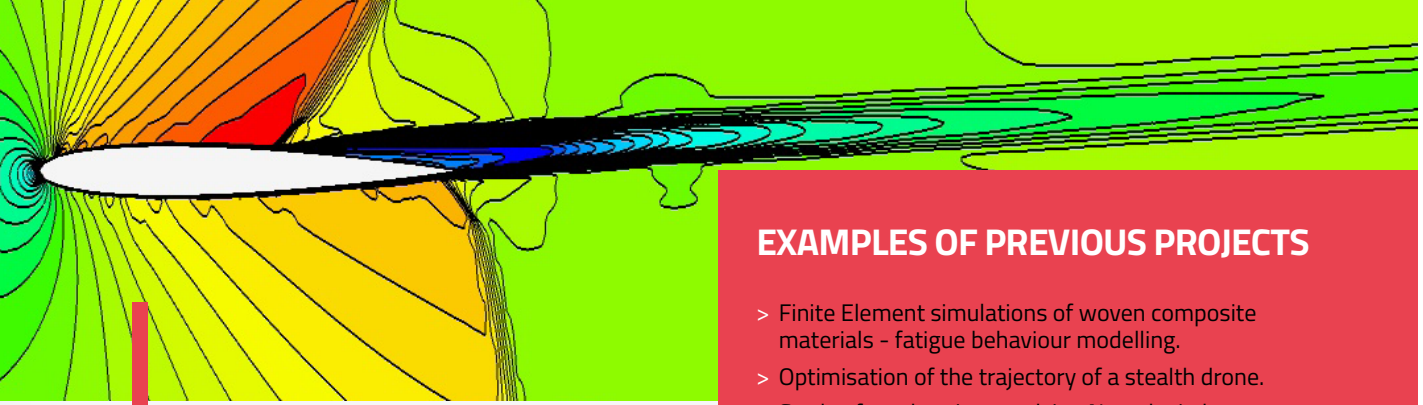 EXAMPLES OF PREVIOUS PROJECTS
> Finite Element simulations of woven composite
materials - fatigue behaviour modelling.
> Optimisation of the trajectory of a stealth drone.